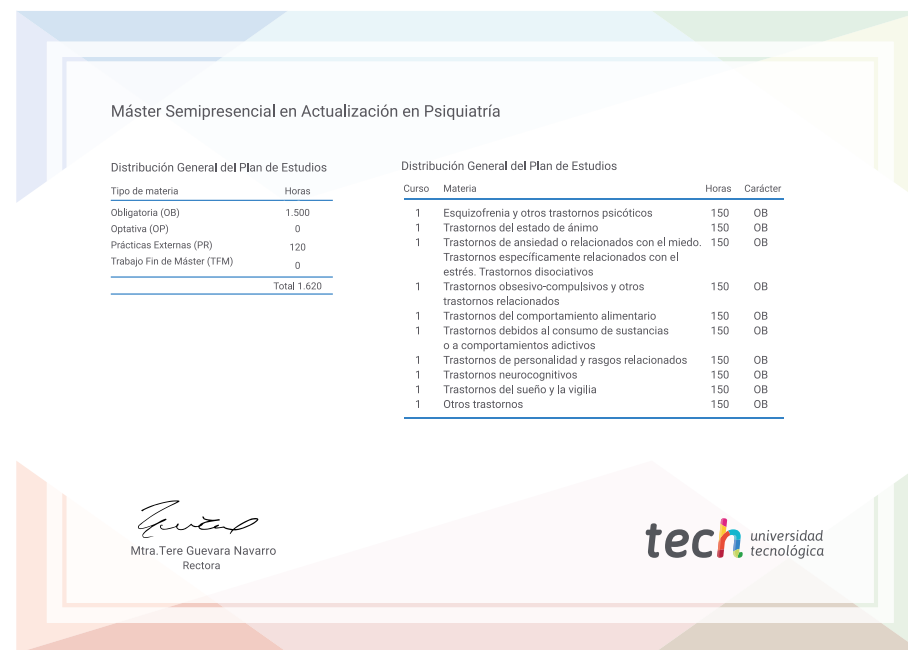 Máster Semipresencial en Actualización en Psiquiatría
Distribución General del Plan de Estudios
Tipo de materia Horas
Obligatoria (OB) 1.500
Optativa (OP) 0
Prácticas Externas (PR) 120
Trabajo Fin de Máster (TFM) 0
Total 1.620
Distribución General del Plan de Estudios
Curso Materia Horas Carácter
1 Esquizofrenia y otros trastornos psicóticos 150 OB
1 Trastornos del estado de ánimo 150 OB
1 Trastornos de ansiedad o relacionados con el miedo. 150 OB
Trastornos específicamente relacionados con el
estrés. Trastornos disociativos
1 Trastornos obsesivo-compulsivos y otros 150 OB
trastornos relacionados
1 Trastornos del comportamiento alimentario 150 OB
1 Trastornos debidos al consumo de sustancias 150 OB
o a comportamientos adictivos
1 Trastornos de personalidad y rasgos relacionados 150 OB
1 Trastornos neurocognitivos 150 OB
1 Trastornos del sueño y la vigilia 150 OB
1 Otros trastornos 150 OB
Mtra.Tere Guevara Navarro
Rectora
tech universidad
tecnológica